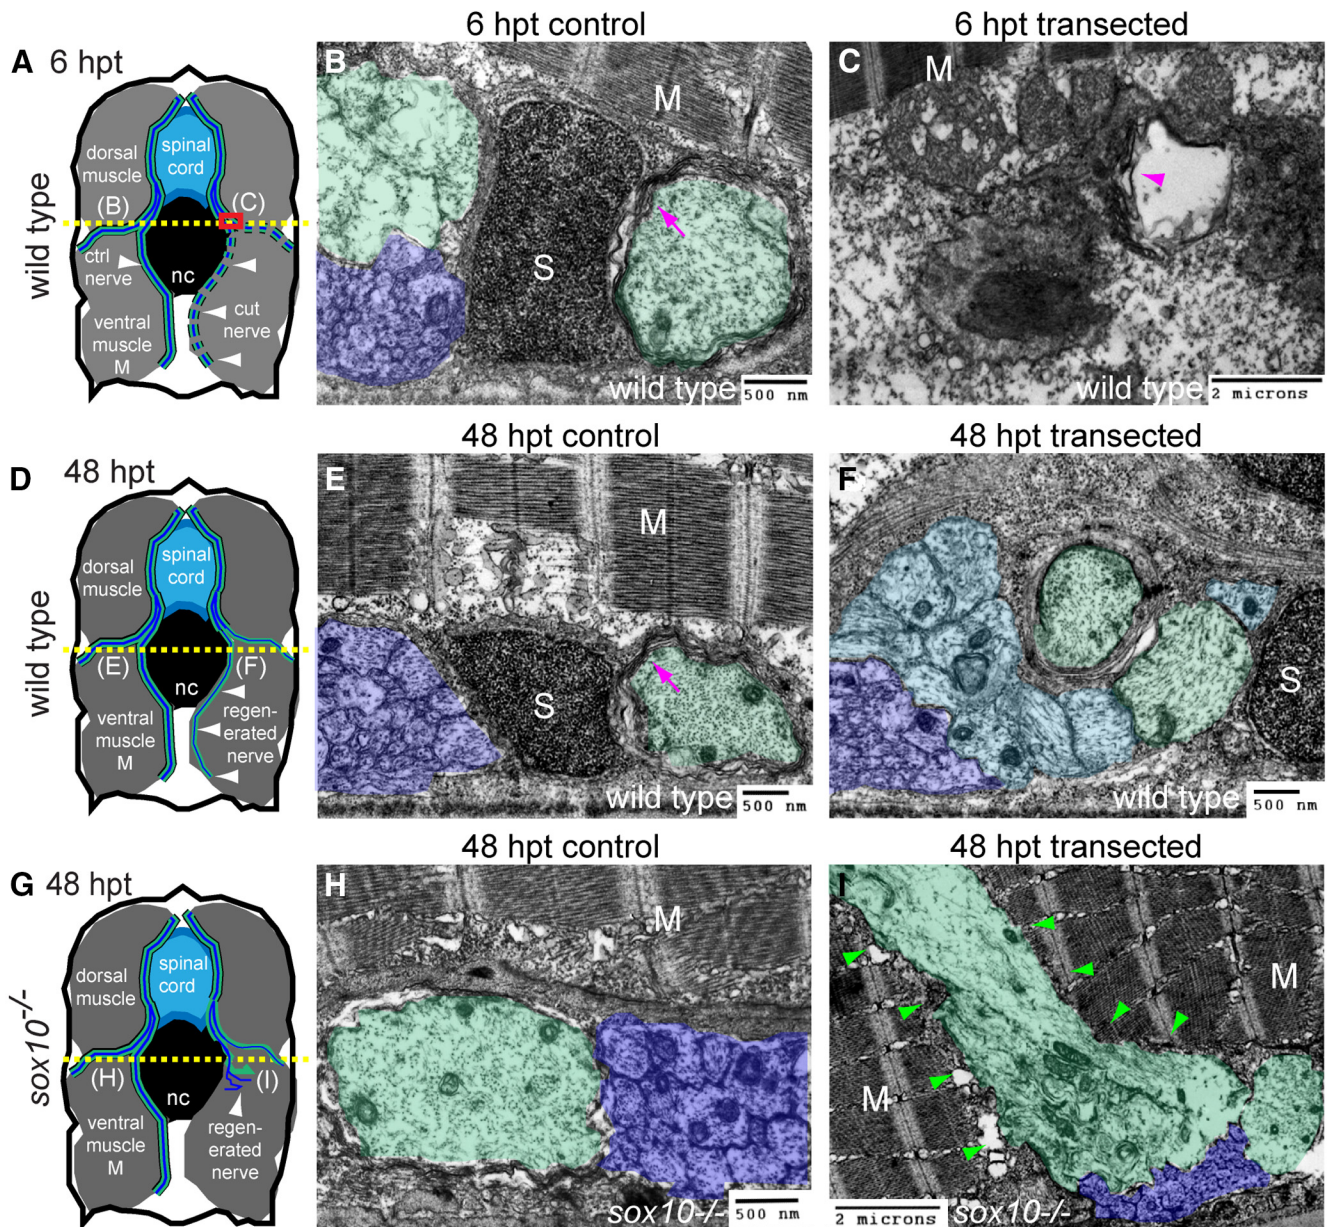 6 hpt control
6 hpt transected
A 6 hpt
wild type
dorsal
muscle
spinal
cord
(B)
(C)
ctrl
nerve
nc
cut
nerve
ventral
muscle
M
B
M
S
wild type
500 nm
C
M
wild type
2 microns
48 hpt control
48 hpt transected
D 48 hpt
wild type
dorsal
muscle
spinal
cord
(E)
(F)
nc
ventral
muscle
M
regen-
erated
nerve
E
M
S
wild type
500 nm
F
S
wild type
500 nm
48 hpt control
48 hpt transected
G 48 hpt
sox10-/-
dorsal
muscle
spinal
cord
(H)
(I)
nc
ventral
muscle
M
regen-
erated
nerve
H
M
sox10-/-
500 nm
I
M
M
2 microns
sox10-/-